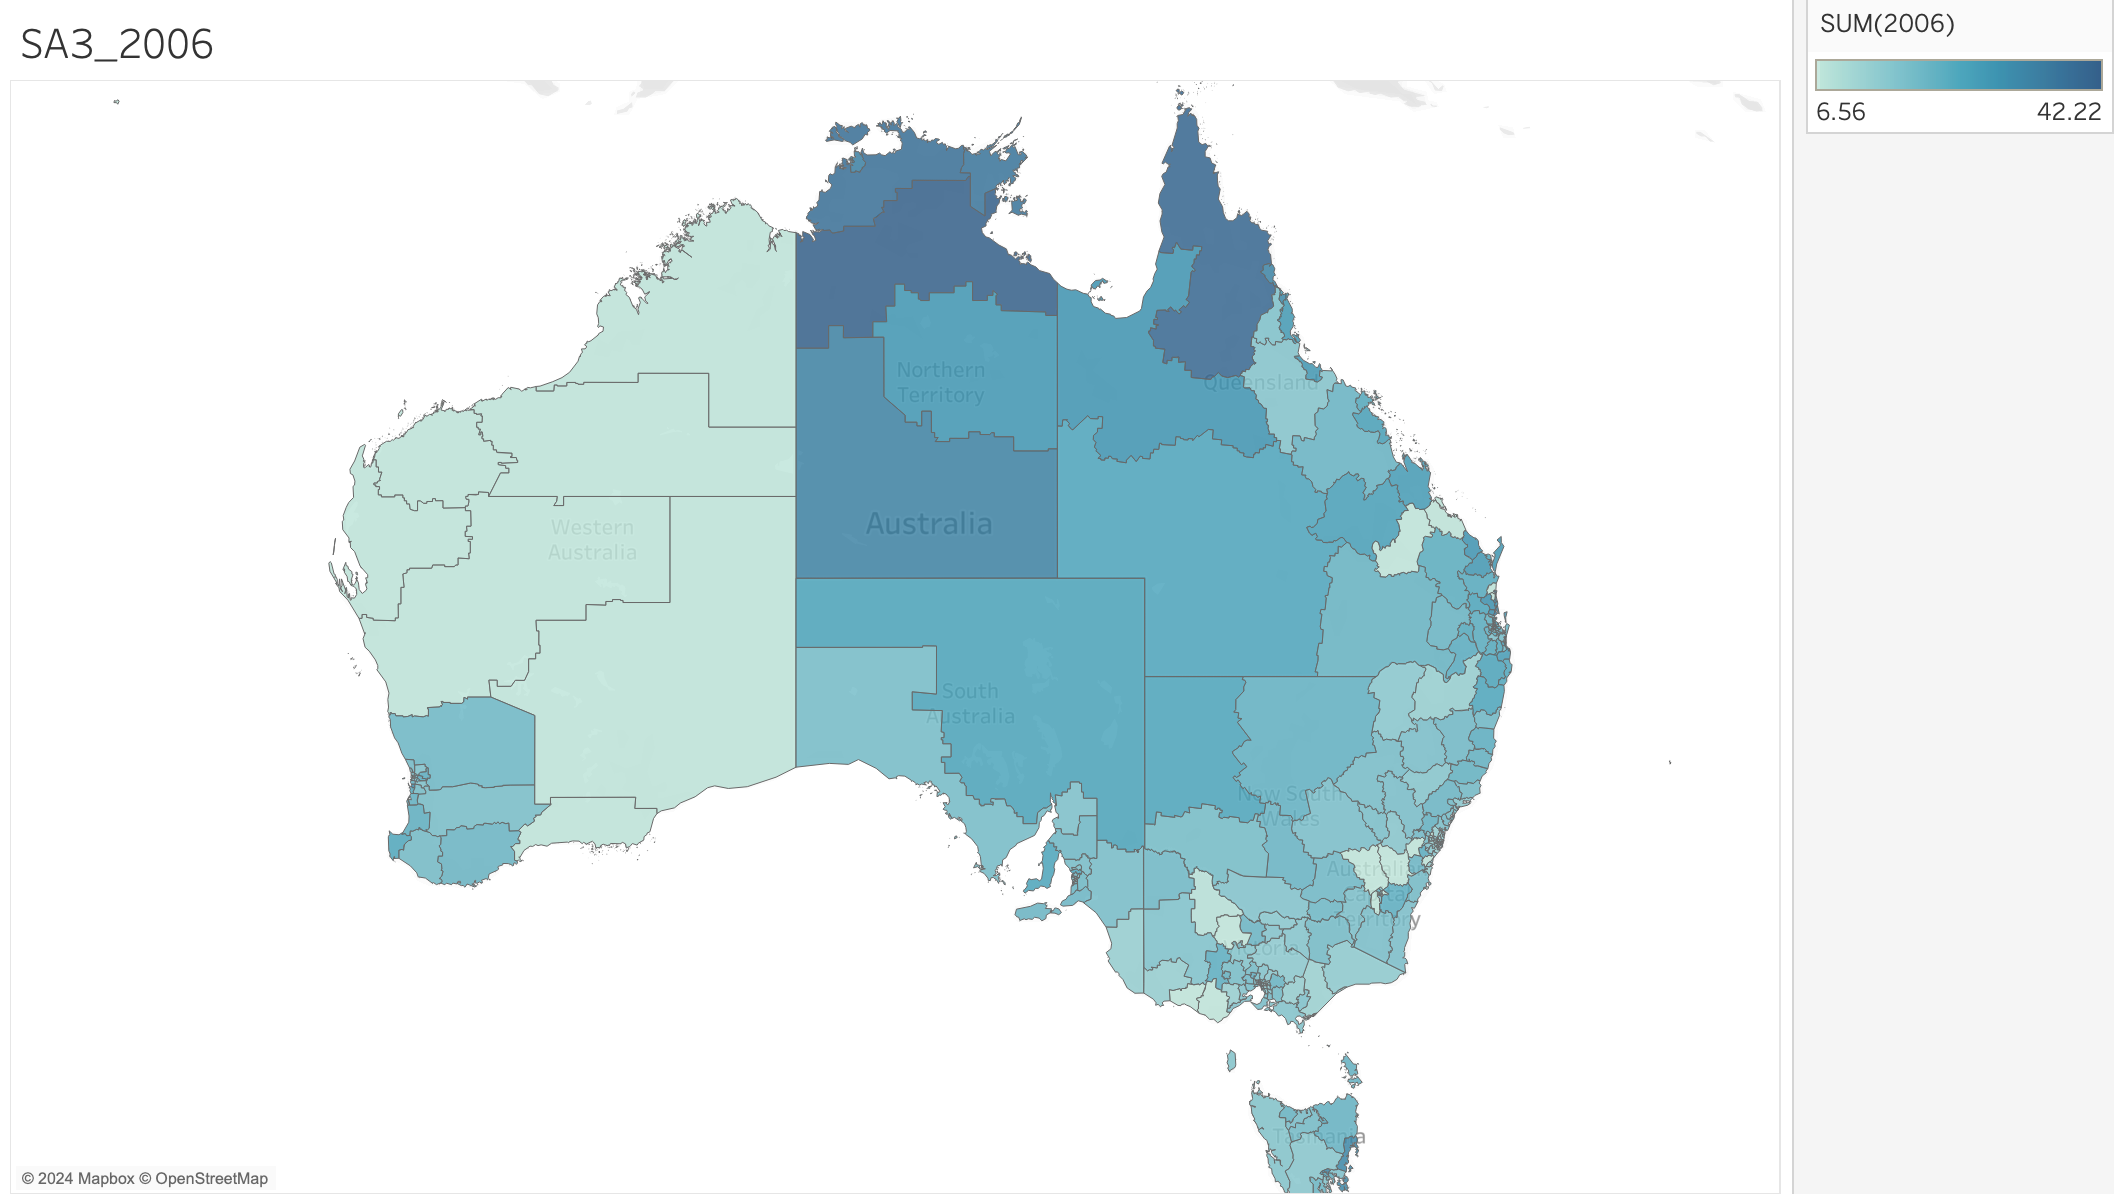 SA3_2006
SUM(2006)
6.56 42.22
Northern
Territory
Queensland
Australia
Western
Australia
South
Australia
New South
Wales
Australian
Capital
Territory
Tasmania
© 2024 Mapbox © OpenStreetMap